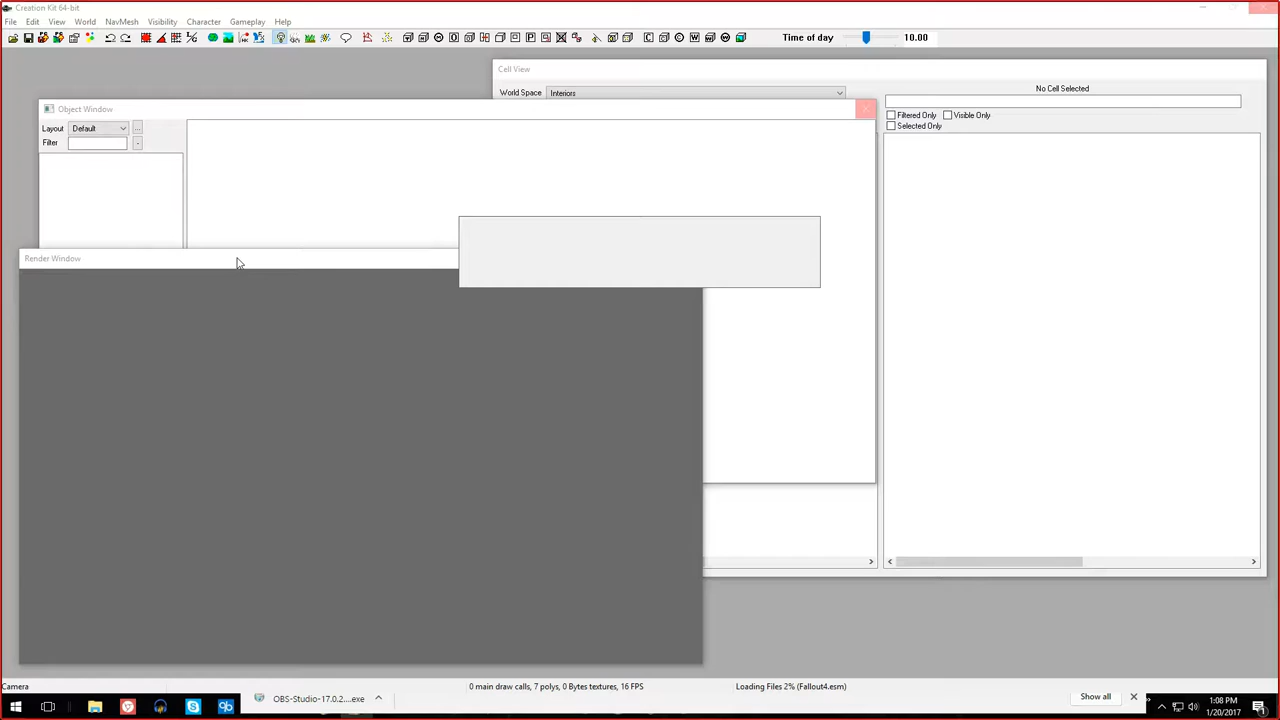 Creation Kit 64-bit
File Edit View World NavMesh Visibility Character Gameplay Help
Time of day 10.00
Cell View
World Space Interiors
No Cell Selected
Filtered Only Visible Only
Selected Only
Object Window
Layout Default ...
Filter -
Render Window
Camera 0 main draw calls, 7 polys, 0 Bytes textures, 16 FPS Loading Files 2% (Fallout4.esm)
OBS-Studio-17.0.2....exe
Show all
1:08 PM
1/20/2017